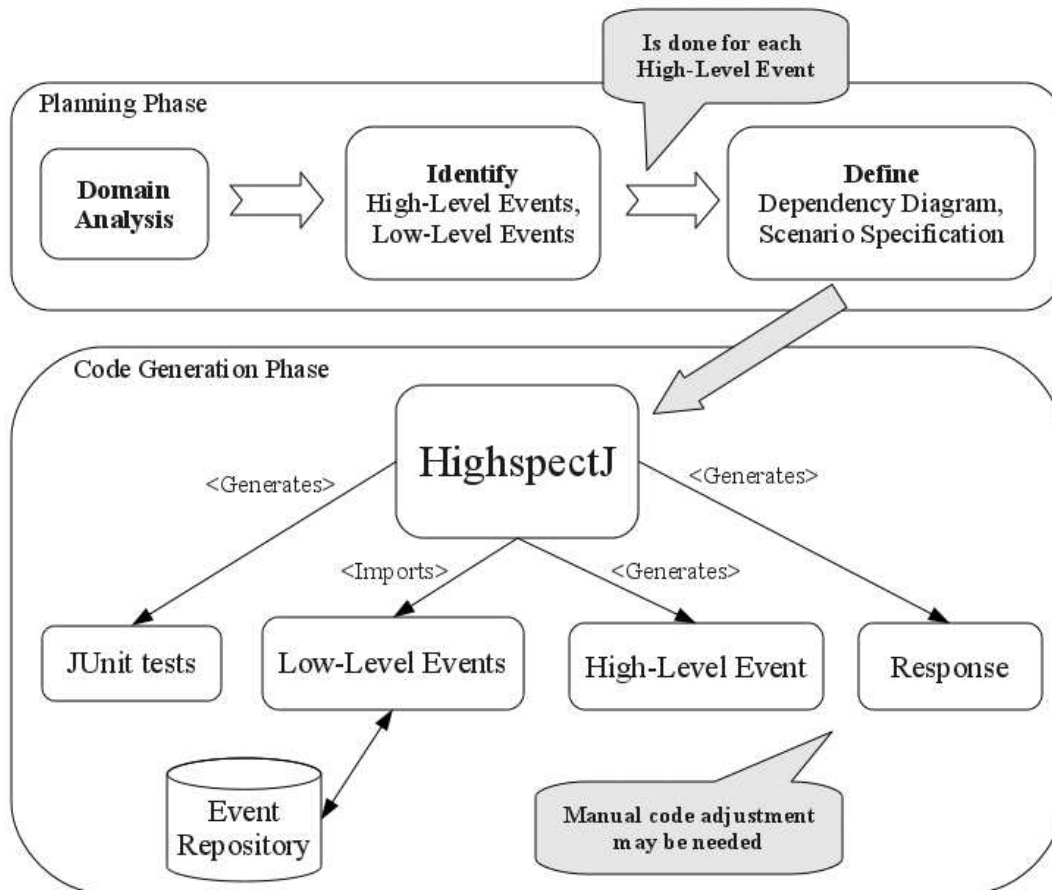 Is done for each
High-Level Event
Planning Phase
Domain
Analysis
Identify
High-Level Events,
Low-Level Events
Define
Dependency Diagram,
Scenario Specification
Code Generation Phase
HighspectJ
<Generates>
<Generates>
<Imports>
<Generates>
JUnit tests
Low-Level Events
High-Level Event
Response
Event
Repository
Manual code adjustment
may be needed